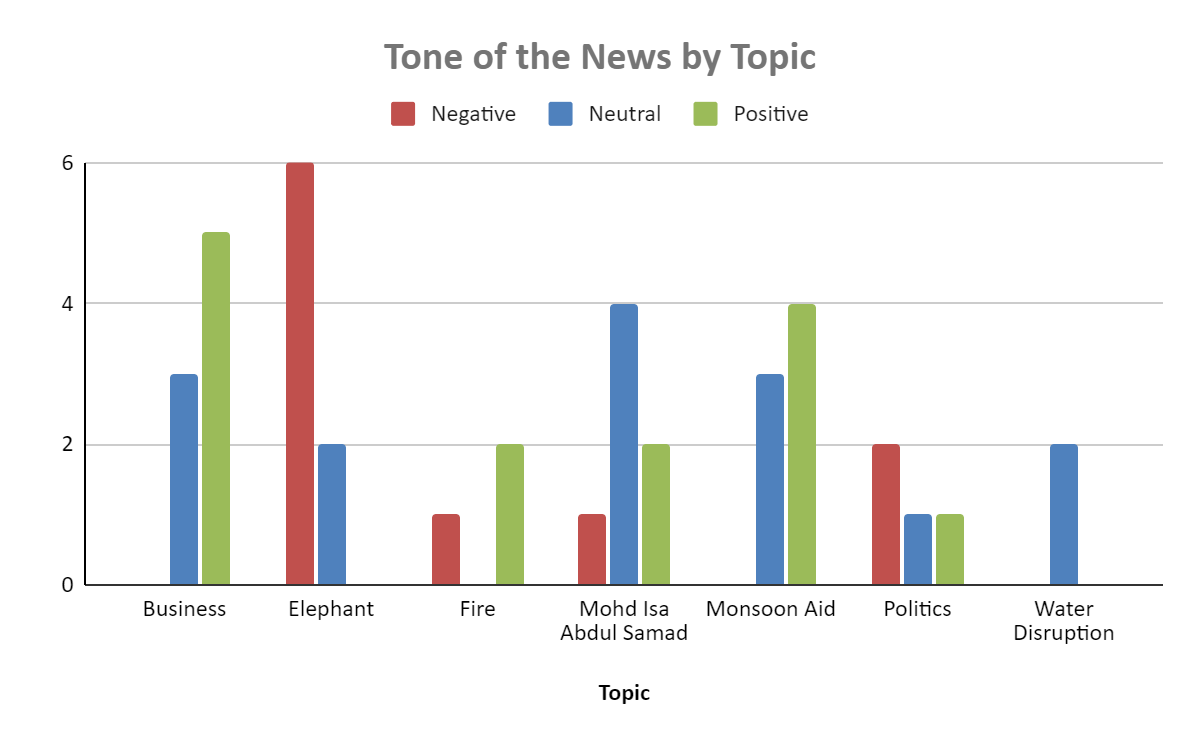 Tone of the News by Topic
Negative Neutral Positive
6
4
2
0
Business Elephant Fire Mohd Isa Abdul Samad Monsoon Aid Politics Water Disruption
Topic